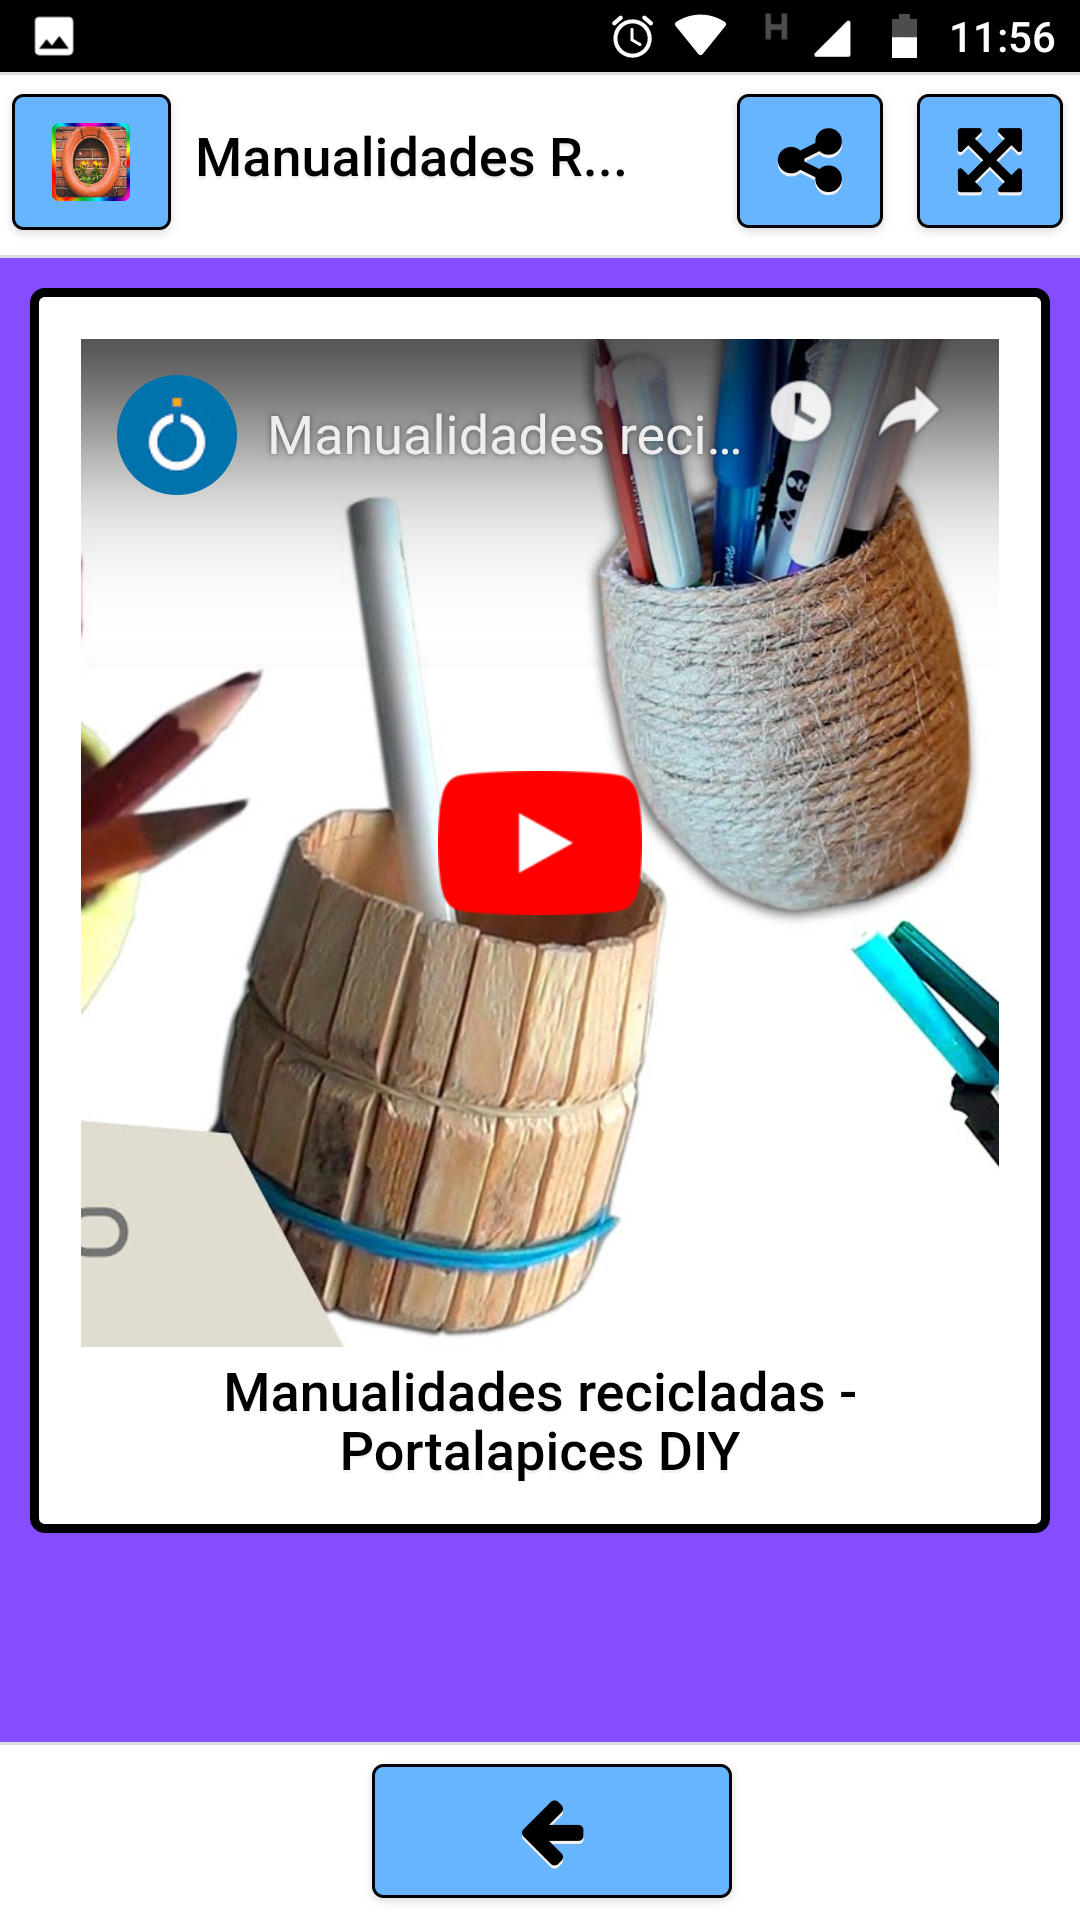 H
11:56
Manualidades R...
Manualidades reci...
Manualidades recicladas -
Portalapices DIY